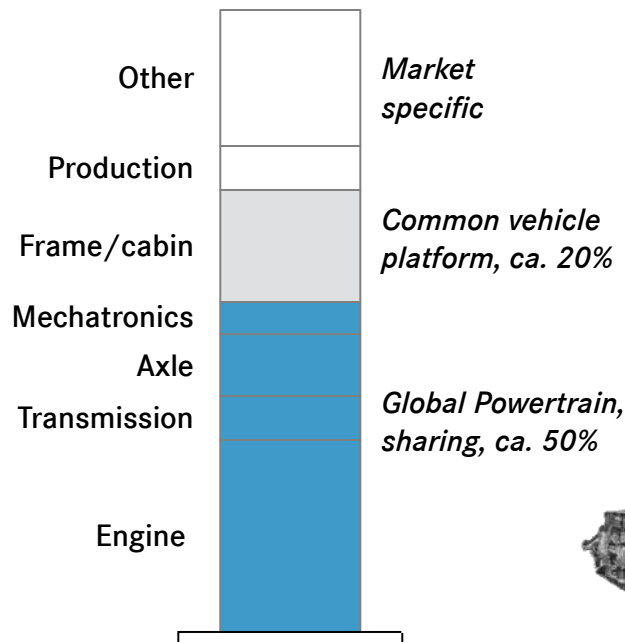 Other
Market
specific
Production
Frame/cabin
Common vehicle
platform, ca. 20%
Mechatronics
Axle
Transmission
Global Powertrain,
sharing, ca. 50%
Engine